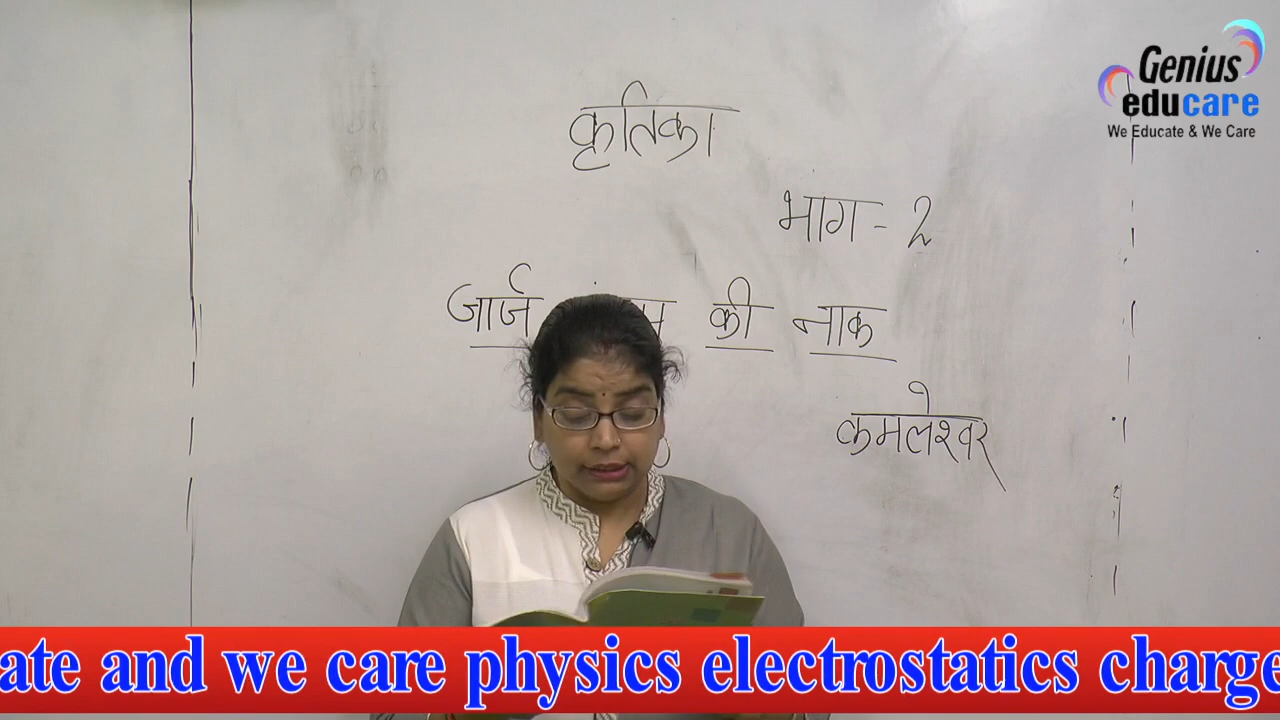 Genius
educare
We Educate & We Care
कृतिका
भाग - 2
जार्ज की नाक
कमलेश्वर
ate and we care physics electrostatics charge